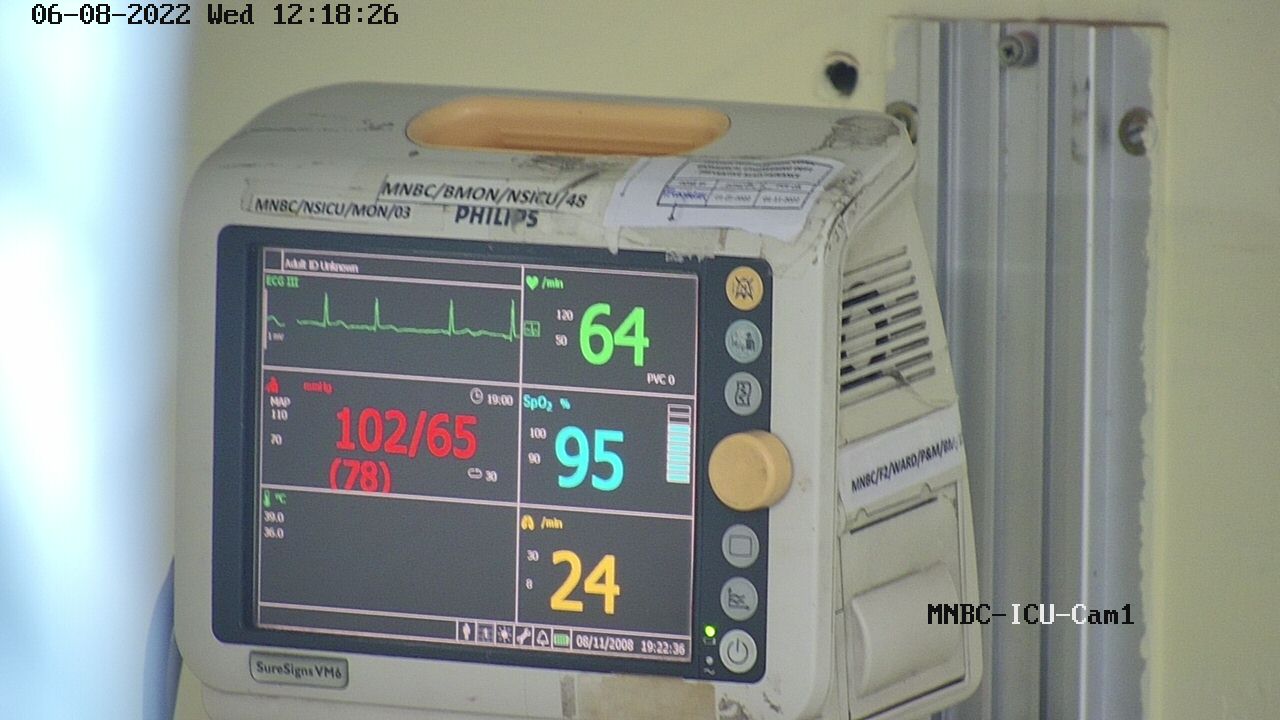 06-08-2022 Wed 12:18:26
MNBC/BMON/NSICU/48
MNBC/NSICU/MON/03
PHILIPS
Adult ID Unknown
ECG III
1 mV
/min
120
50
64
PVC 0
mmHg
19:00
MAP
110
70
102/65
(78)
30
SpO₂ %
100
90
95
°C
39.0
36.0
/min
30
8
24
08/11/2008 19:22:36
SureSigns VM6
MNBC/F2/WARD/P&M/
MNBC-ICU-Cam1